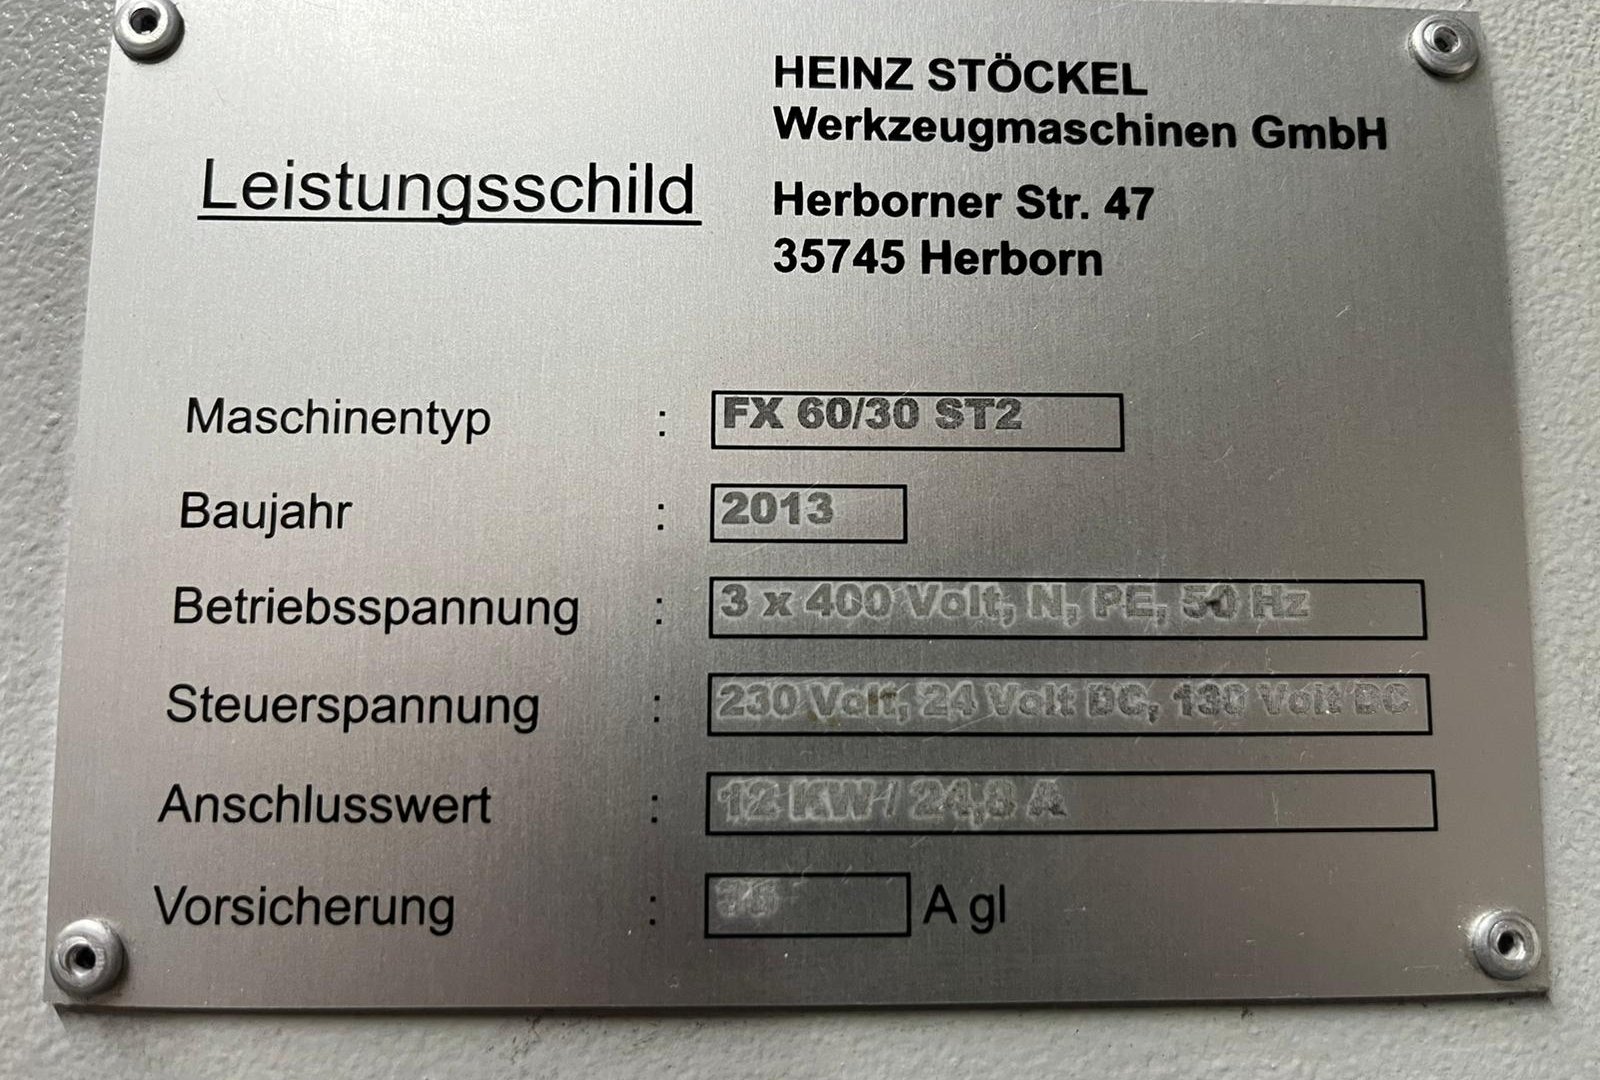 HEINZ STÖCKEL
Werkzeugmaschinen GmbH
Leistungsschild
Herborner Str. 47
35745 Herborn
Maschinentyp : FX 60/30 ST2
Baujahr : 2013
Betriebsspannung : 3 x 400 Volt, N, PE, 50 Hz
Steuerspannung : 230 Volt, 24 Volt DC, 130 Volt DC
Anschlusswert : 12 KW / 24,3 A
Vorsicherung : A gl